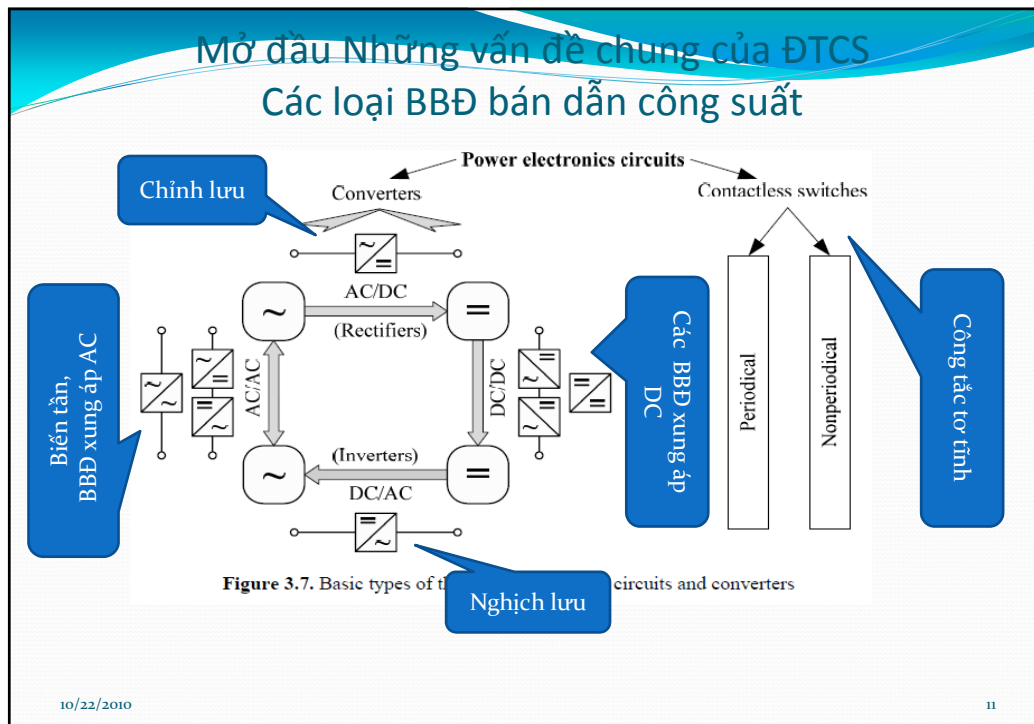 Mở đầu Những vấn đề chung của ĐTCS
Các loại BBĐ bán dẫn công suất
Power electronics circuits
Chỉnh lưu
Converters
Contactless switches
~
=
AC/DC
~
=
(Rectifiers)
Biến tần,
BBĐ xung áp AC
~
~
~
=
=
~
AC/AC
DC/DC
~
=
=
~
=
=
Các BBĐ xung áp
DC
Periodical
Nonperiodical
Công tắc tơ tĩnh
(Inverters)
~
=
DC/AC
=
~
Figure 3.7. Basic types of circuits and converters
Nghịch lưu
10/22/2010
11